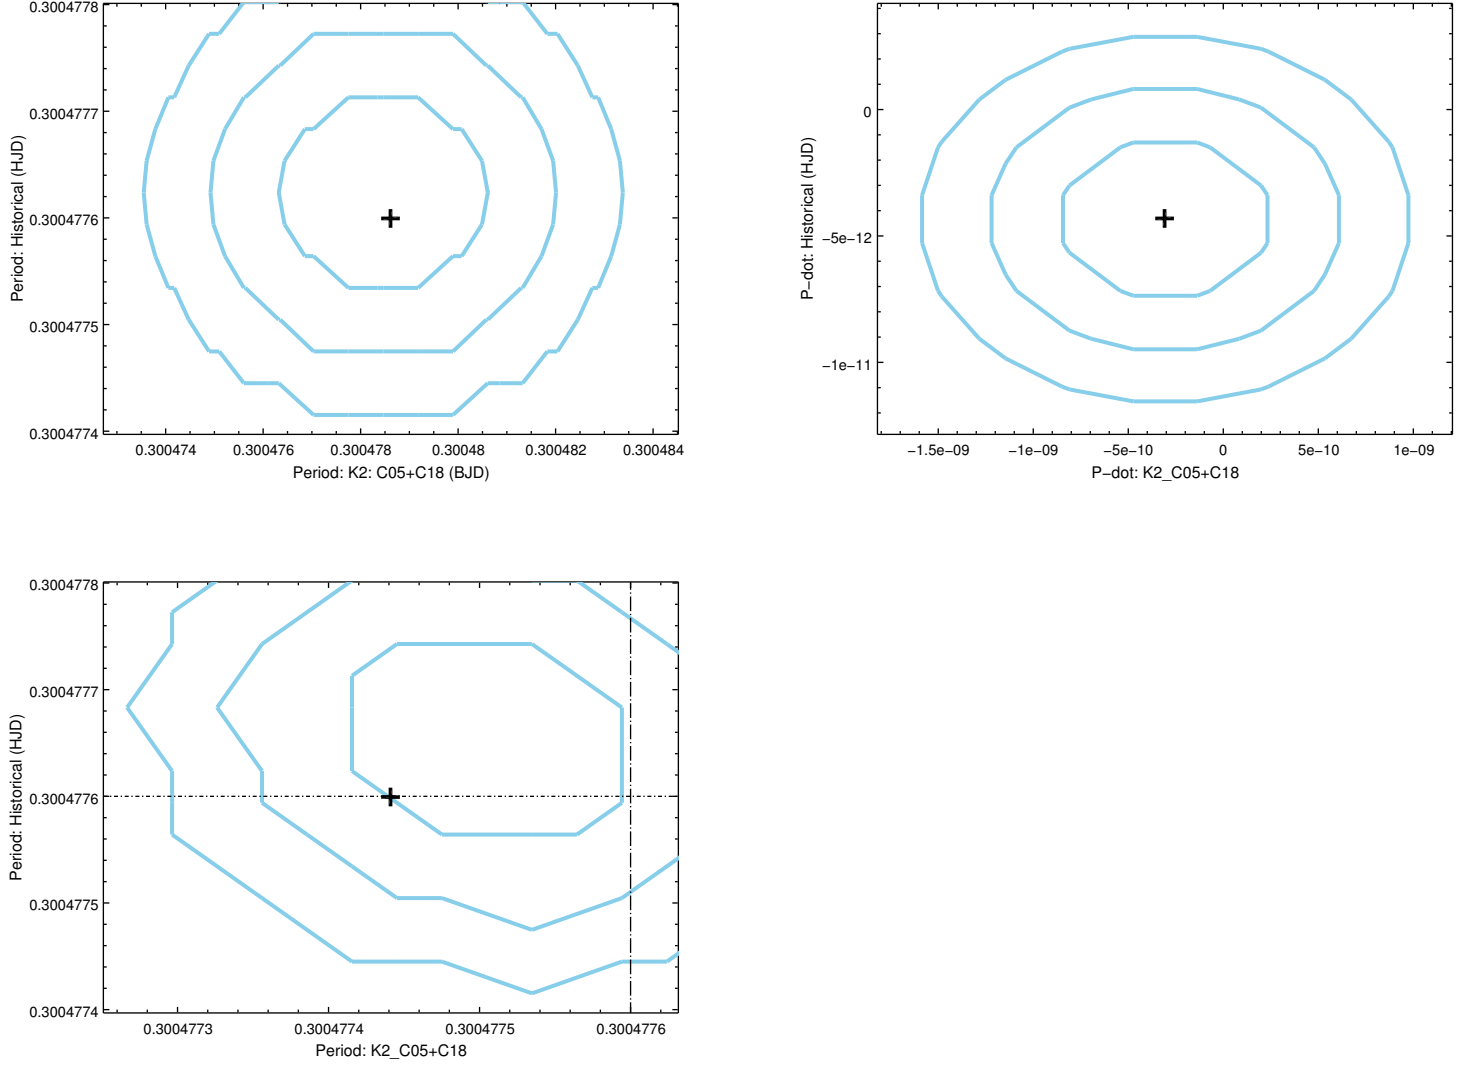 0.3004778
0.3004777
0.3004776
0.3004775
0.3004774
Period: Historical (HJD)
0.300474
0.300476
0.300478
0.30048
0.300482
0.300484
Period: K2: C05+C18 (BJD)
0
−5e−12
−1e−11
P−dot: Historical (HJD)
−1.5e−09
−1e−09
−5e−10
0
5e−10
1e−09
P−dot: K2_C05+C18
0.3004778
0.3004777
0.3004776
0.3004775
0.3004774
Period: Historical (HJD)
0.3004773
0.3004774
0.3004775
0.3004776
Period: K2_C05+C18